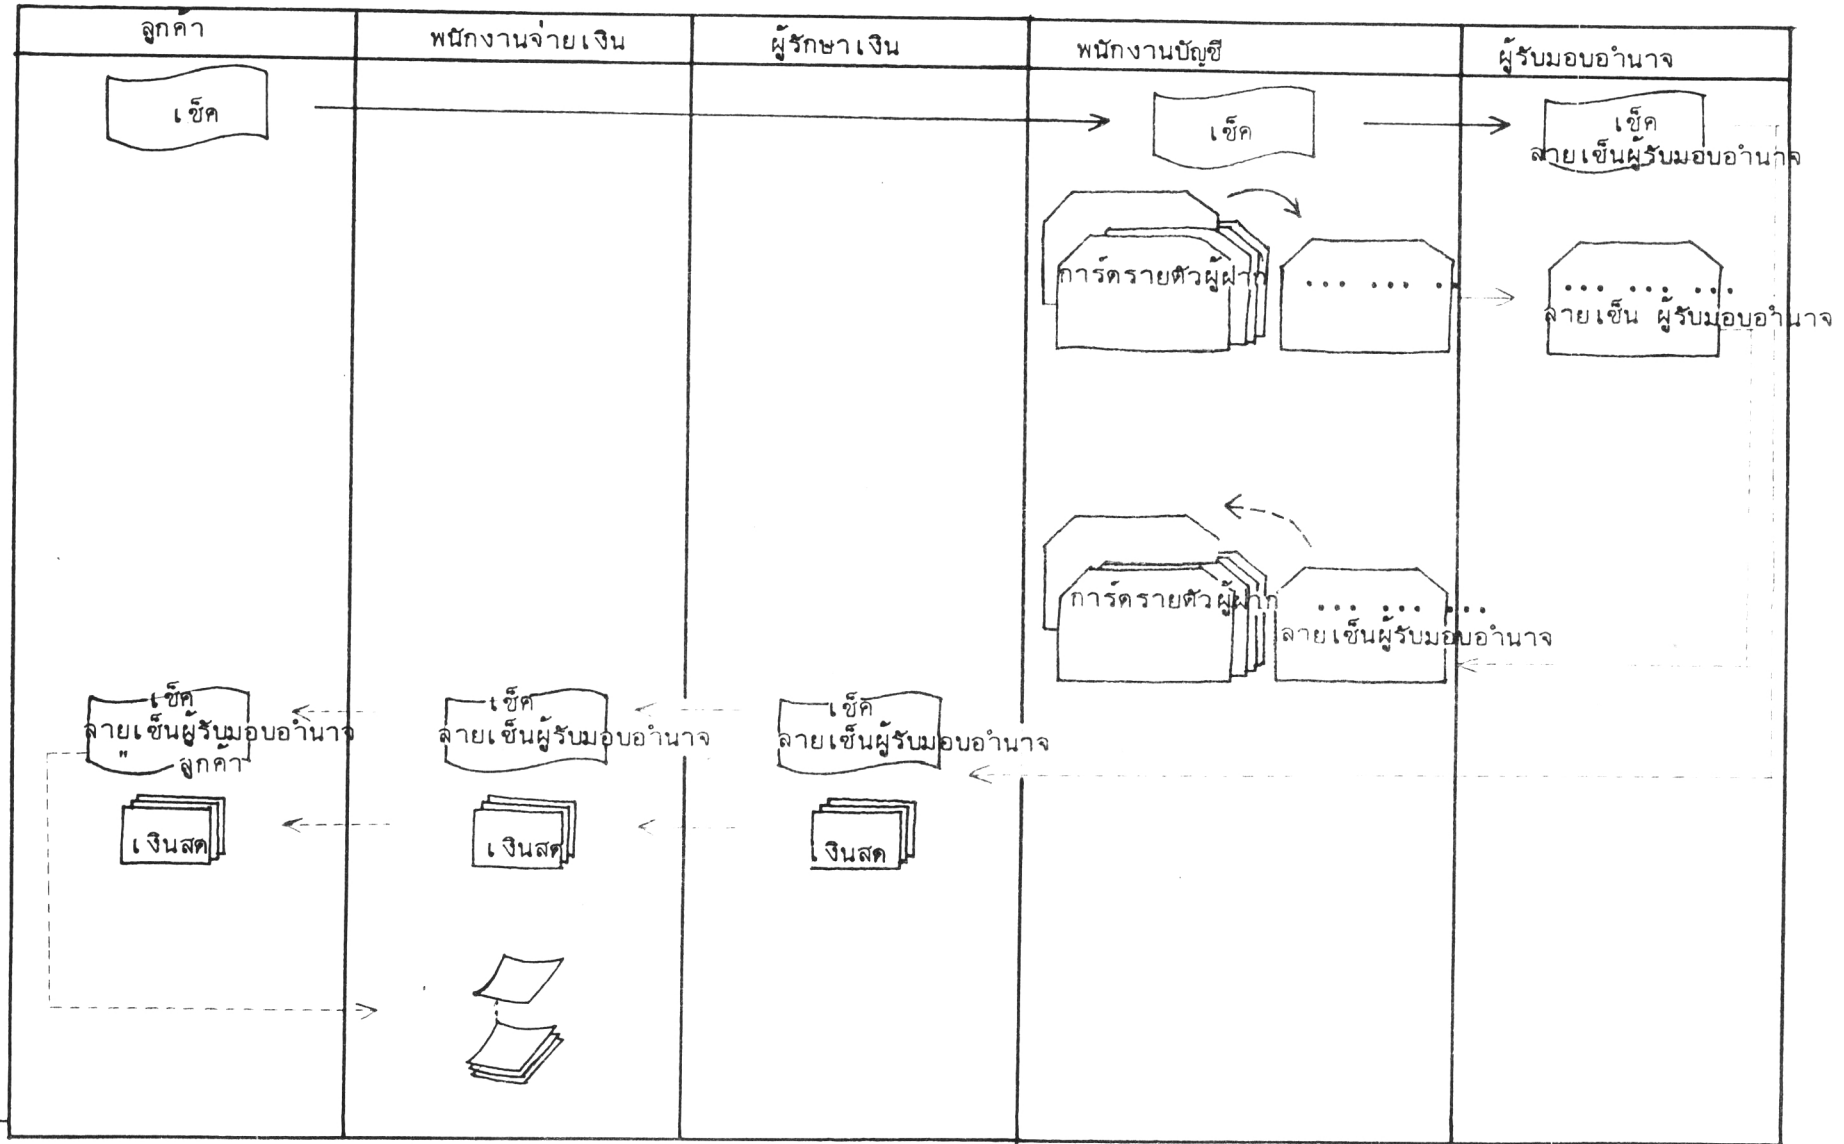 ลูกค้า
พนักงานจ่ายเงิน
ผู้รักษาเงิน
พนักงานบัญชี
ผู้รับมอบอำนาจ
เช็ค
เช็ค
เช็ค
ลายเซ็นผู้รับมอบอำนาจ
การ์ดรายตัวผู้ฝาก
... ... ..
... ... ...
ลายเซ็น ผู้รับมอบอำนาจ
การ์ดรายตัวผู้ฝาก
... ... ...
ลายเซ็นผู้รับมอบอำนาจ
เช็ค
ลายเซ็นผู้รับมอบอำนาจ
" ลูกค้า
เช็ค
ลายเซ็นผู้รับมอบอำนาจ
เช็ค
ลายเซ็นผู้รับมอบอำนาจ
เงินสด
เงินสด
เงินสด